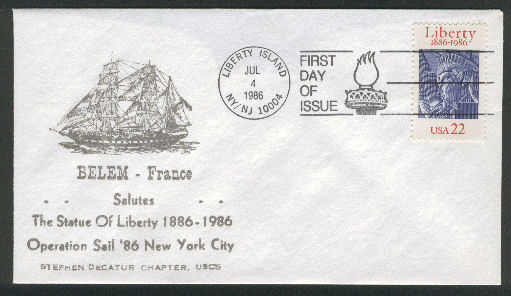 LIBERTY ISLAND
JUL
4
1986
NY/NJ 10004
FIRST
DAY
OF
ISSUE
Liberty
1886-1986
USA 22
BELEM - France
- - Salutes - -
The Statue Of Liberty 1886-1986
Operation Sail '86 New York City
STEPHEN DECATUR CHAPTER, USCS